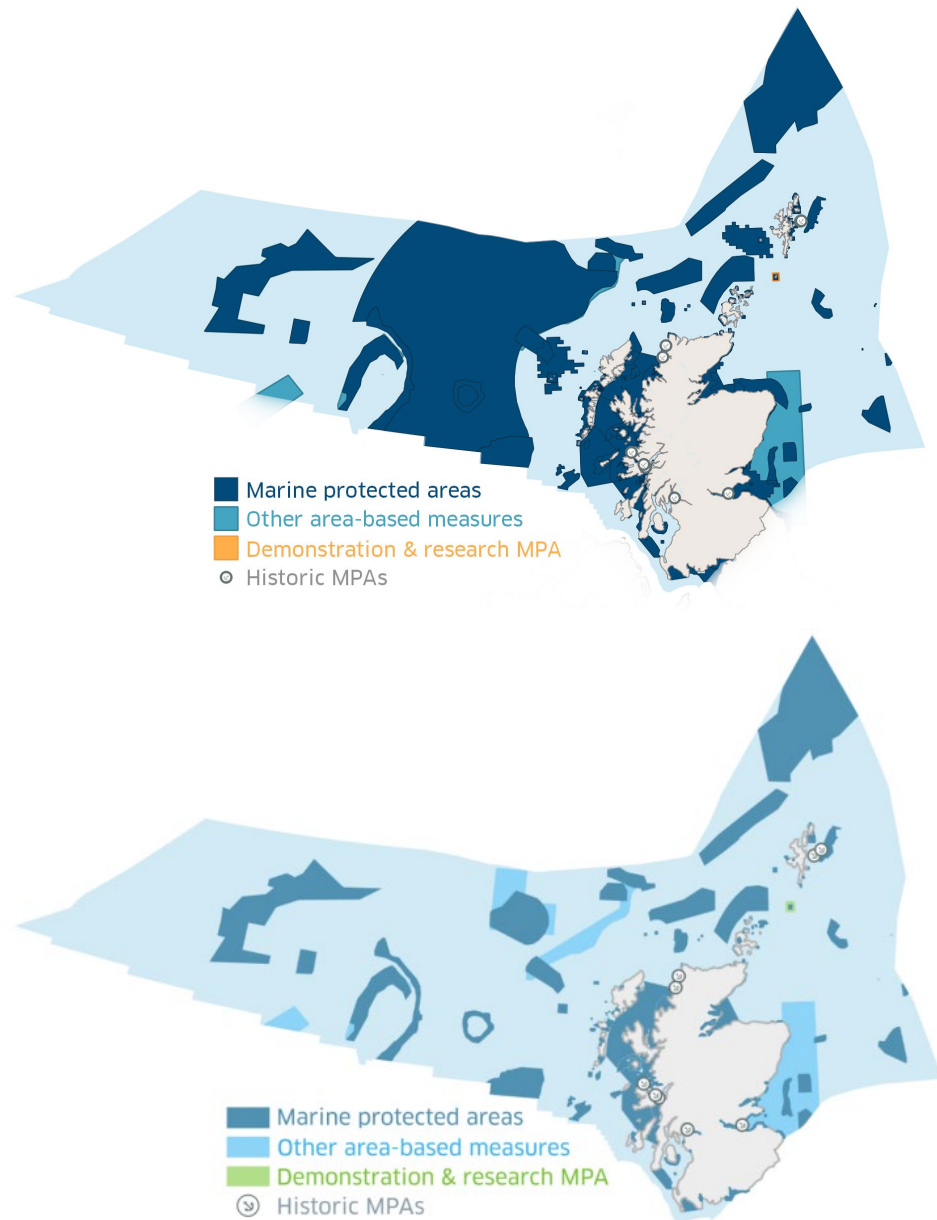 Marine protected areas
Other area-based measures
Demonstration & research MPA
Historic MPAs
Marine protected areas
Other area-based measures
Demonstration & research MPA
Historic MPAs